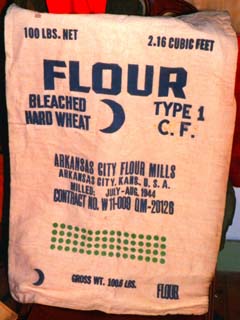 100 LBS. NET 2.16 CUBIC FEET
FLOUR
BLEACHED TYPE 1
HARD WHEAT C. F.
ARKANSAS CITY FLOUR MILLS
ARKANSAS CITY, KANS., U. S. A.
MILLED: JULY-AUG. 1944
CONTRACT NO. W 11-009 QM-20126
GROSS WT. 100.6 LBS. FLOUR